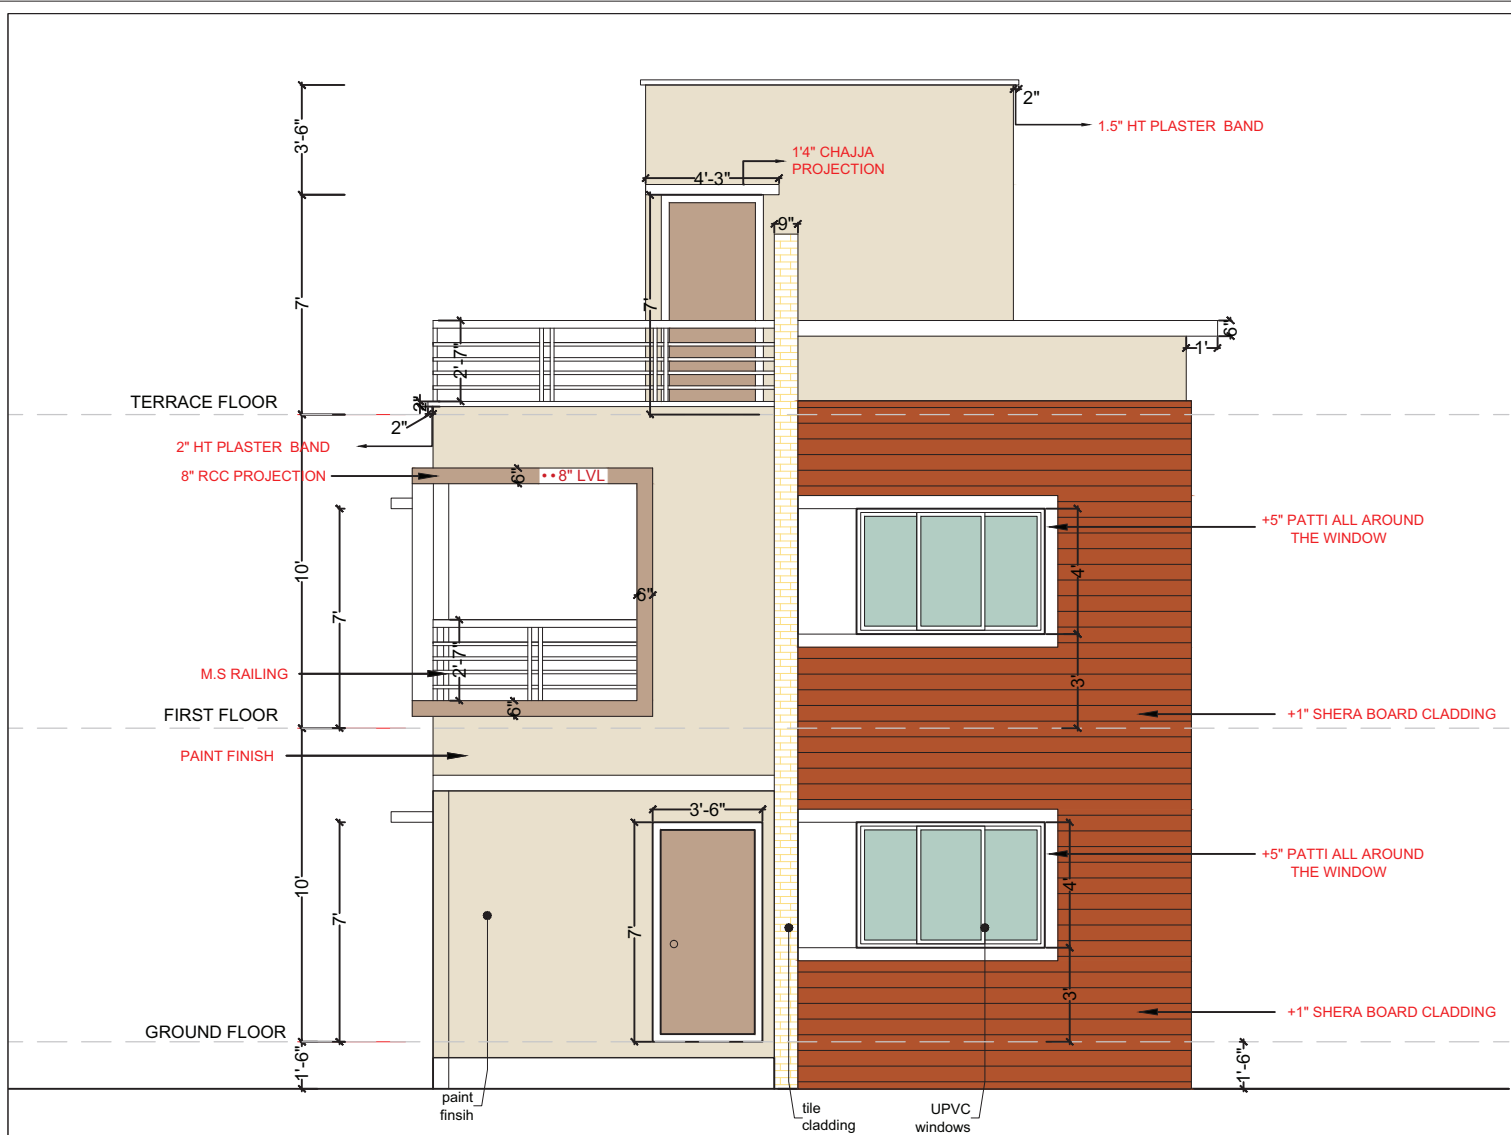 3'-6"
2"
1.5" HT PLASTER  BAND
1'4" CHAJJA
PROJECTION
4'-3"
9"
7'
7'
6"
1'
2'-7"
TERRACE FLOOR
2"
2"
2" HT PLASTER  BAND
8" RCC PROJECTION
6"
8" LVL
+5" PATTI ALL AROUND
THE WINDOW
10'
4'
7'
6"
2'-7"
M.S RAILING
3'
6"
FIRST FLOOR
+1" SHERA BOARD CLADDING
PAINT FINISH
3'-6"
+5" PATTI ALL AROUND
THE WINDOW
10'
4'
7'
7'
3'
+1" SHERA BOARD CLADDING
GROUND FLOOR
1'-6"
1'-6"
paint
finsih
tile
cladding
UPVC
windows